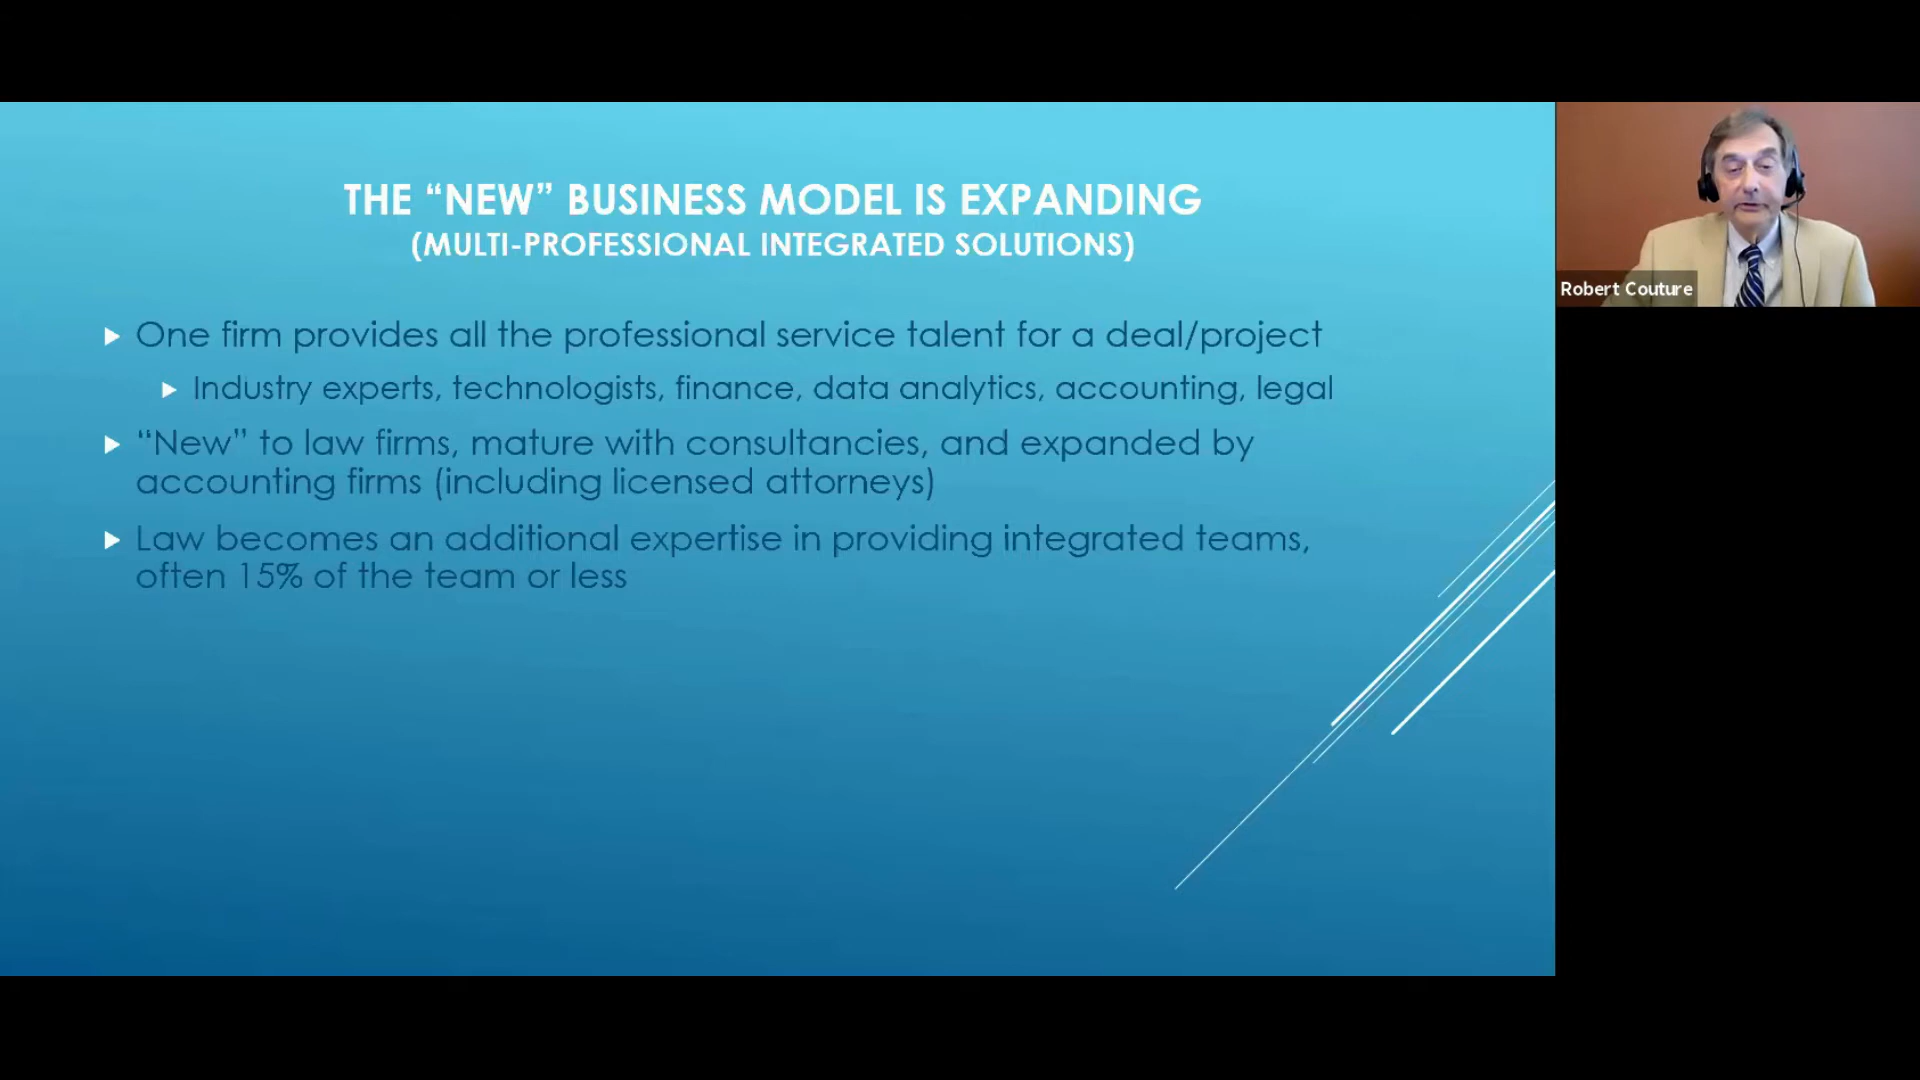 THE “NEW” BUSINESS MODEL IS EXPANDING
(MULTI-PROFESSIONAL INTEGRATED SOLUTIONS)
One firm provides all the professional service talent for a deal/project
Industry experts, technologists, finance, data analytics, accounting, legal
“New” to law firms, mature with consultancies, and expanded by
accounting firms (including licensed attorneys)
Law becomes an additional expertise in providing integrated teams,
often 15% of the team or less
Robert Couture